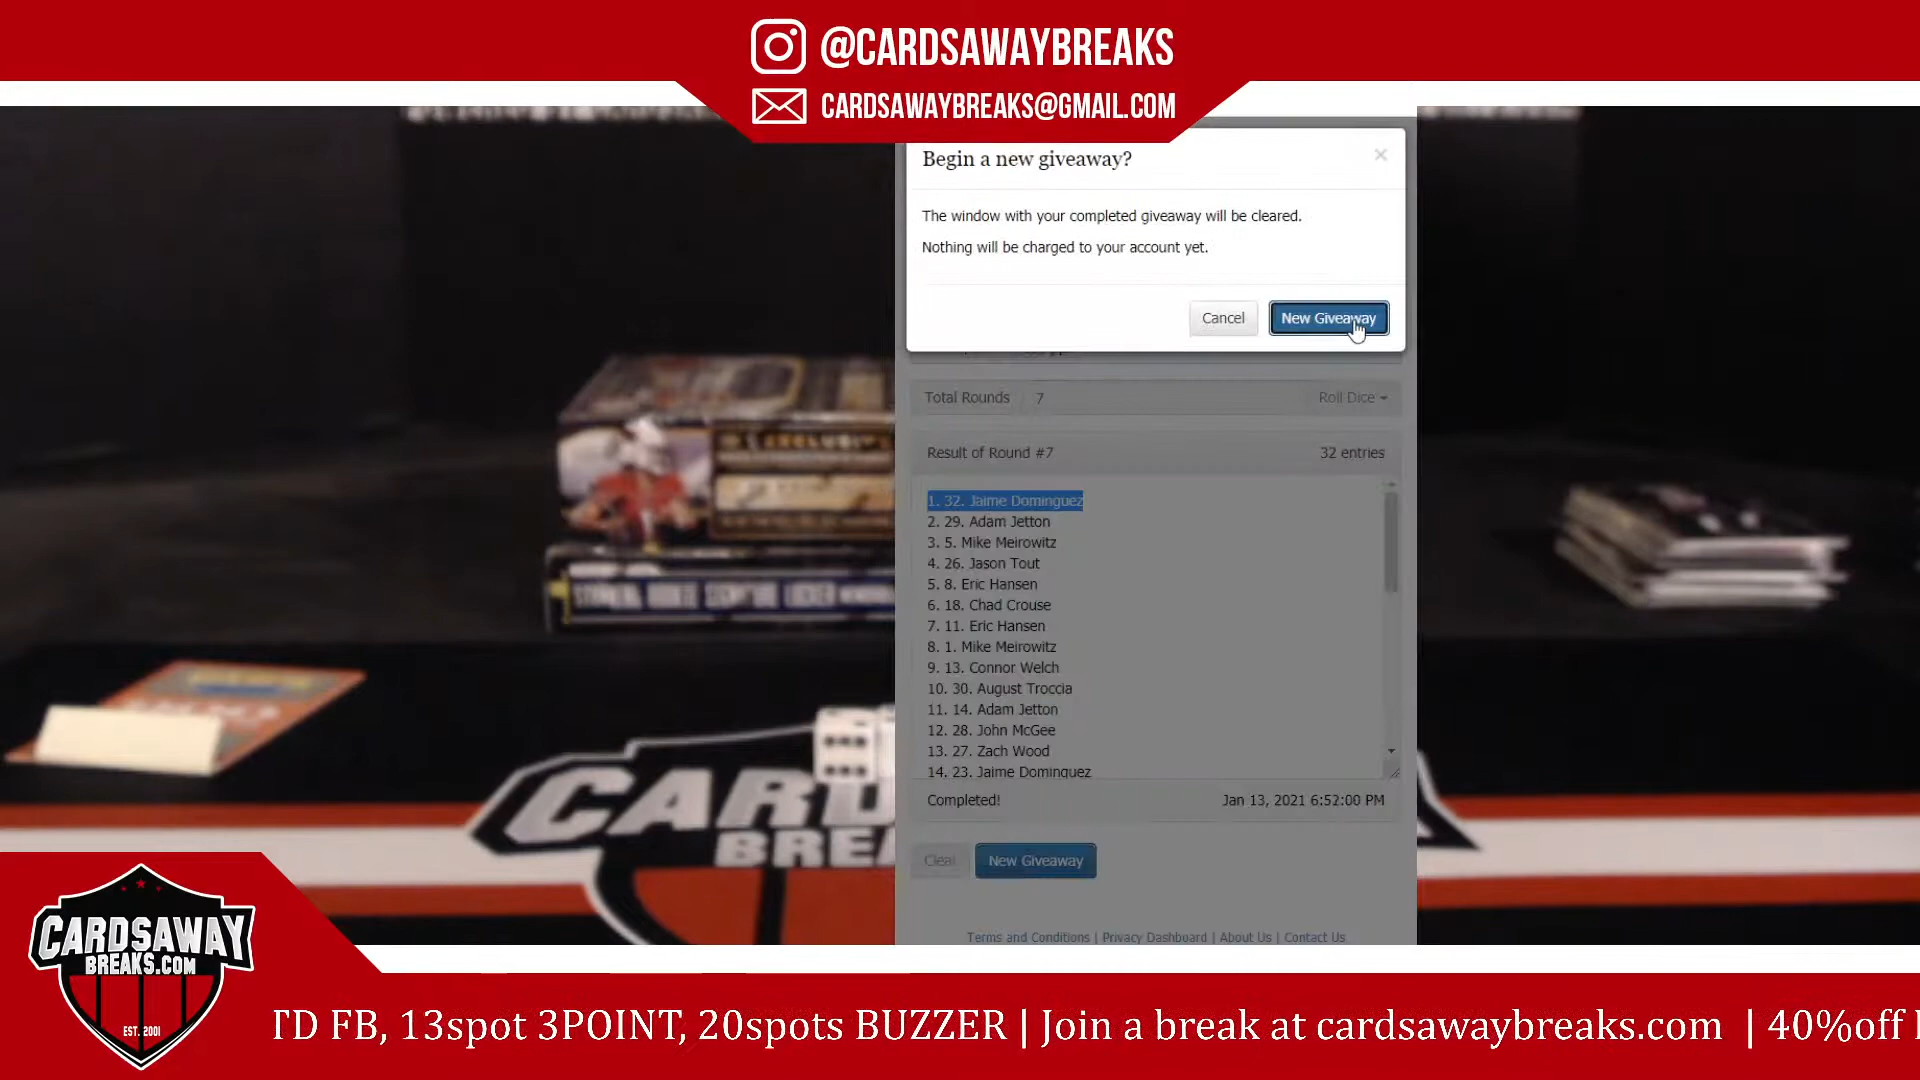 @CARDSAWAYBREAKS
CARDSAWAYBREAKS@GMAIL.COM
Begin a new giveaway?
×
The window with your completed giveaway will be cleared.
Nothing will be charged to your account yet.
Cancel
New Giveaway
Total Rounds 7
Roll Dice
Result of Round #7
32 entries
1. 32. Jaime Dominguez
2. 29. Adam Jetton
3. 5. Mike Meirowitz
4. 26. Jason Tout
5. 8. Eric Hansen
6. 18. Chad Crouse
7. 11. Eric Hansen
8. 1. Mike Meirowitz
9. 13. Connor Welch
10. 30. August Troccia
11. 14. Adam Jetton
12. 28. John McGee
13. 27. Zach Wood
14. 23. Jaime Dominguez
Completed!
Jan 13, 2021 6:52:00 PM
Clear
New Giveaway
Terms and Conditions | Privacy Dashboard | About Us | Contact Us
CARDSAWAY
BREAKS.COM
EST. 2001
TD FB, 13spot 3POINT, 20spots BUZZER | Join a break at cardsawaybreaks.com | 40%off